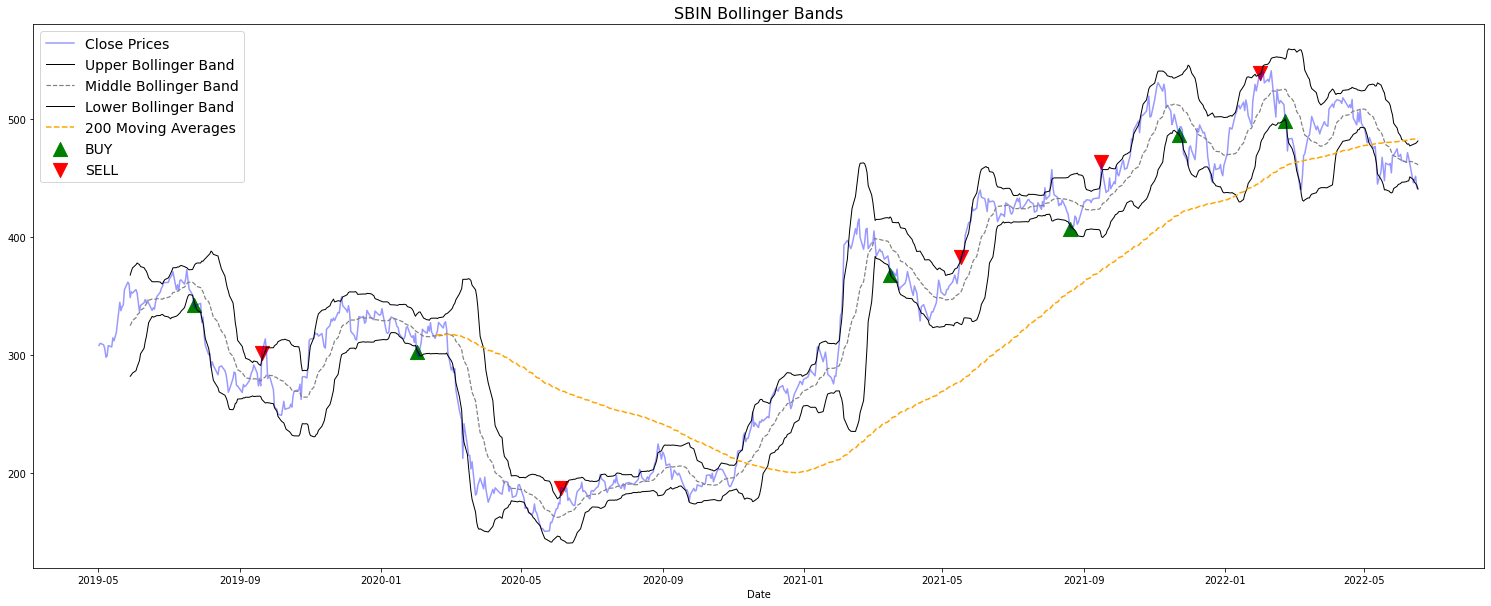 SBIN Bollinger Bands
Close Prices
Upper Bollinger Band
Middle Bollinger Band
Lower Bollinger Band
200 Moving Averages
BUY
SELL
500
400
300
200
2019-05 2019-09 2020-01 2020-05 2020-09 2021-01 2021-05 2021-09 2022-01 2022-05
Date